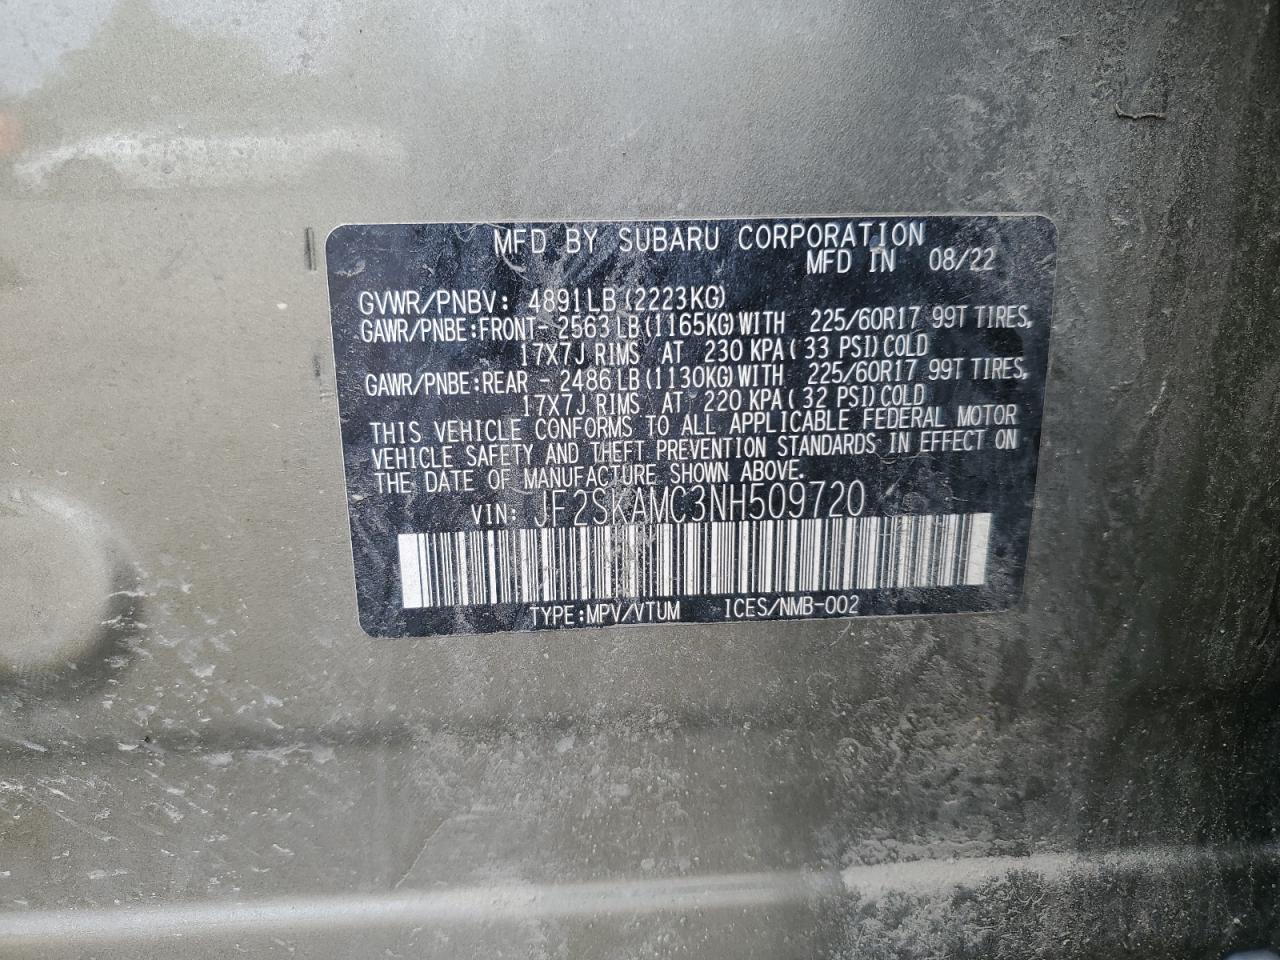 MFD BY SUBARU CORPORATION
MFD IN 08/22
GVWR/PNBV: 4891LB(2223KG)
GAWR/PNBE:FRONT- 2563LB(1165KG)WITH 225/60R17 99T TIRES,
17X7J RIMS AT 230 KPA( 33 PSI)COLD
GAWR/PNBE:REAR - 2486LB(1130KG)WITH 225/60R17 99T TIRES,
17X7J RIMS AT 220 KPA( 32 PSI)COLD
THIS VEHICLE CONFORMS TO ALL APPLICABLE FEDERAL MOTOR
VEHICLE SAFETY AND THEFT PREVENTION STANDARDS IN EFFECT ON
THE DATE OF MANUFACTURE SHOWN ABOVE.
VIN: JF2SKAMC3NH509720
TYPE:MPV/VTUM ICES/NMB-002